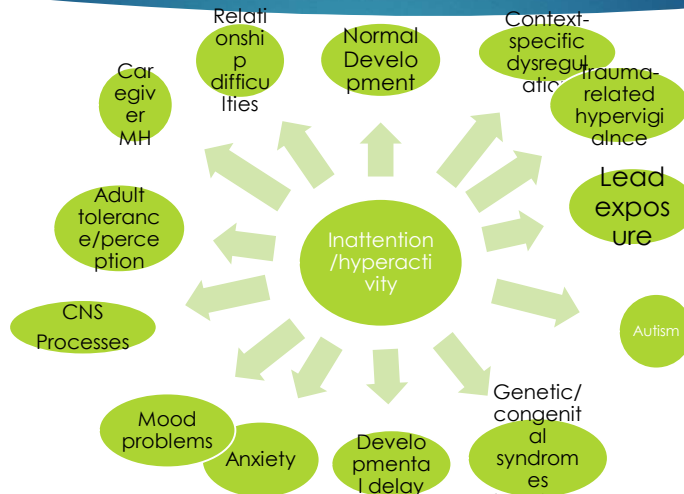 Relati
onshi
p
difficu
lties
Normal
Develo
pment
Context-
specific
dysregul
atio
Trauma-
related
hypervigi
alnce
Car
egiv
er
MH
Lead
expos
ure
Adult
toleranc
e/perce
ption
Inattention
/hyperacti
vity
CNS
Processes
Autism
Mood
problems
Anxiety
Develo
pmenta
l delay
Genetic/
congenit
al
syndrom
es